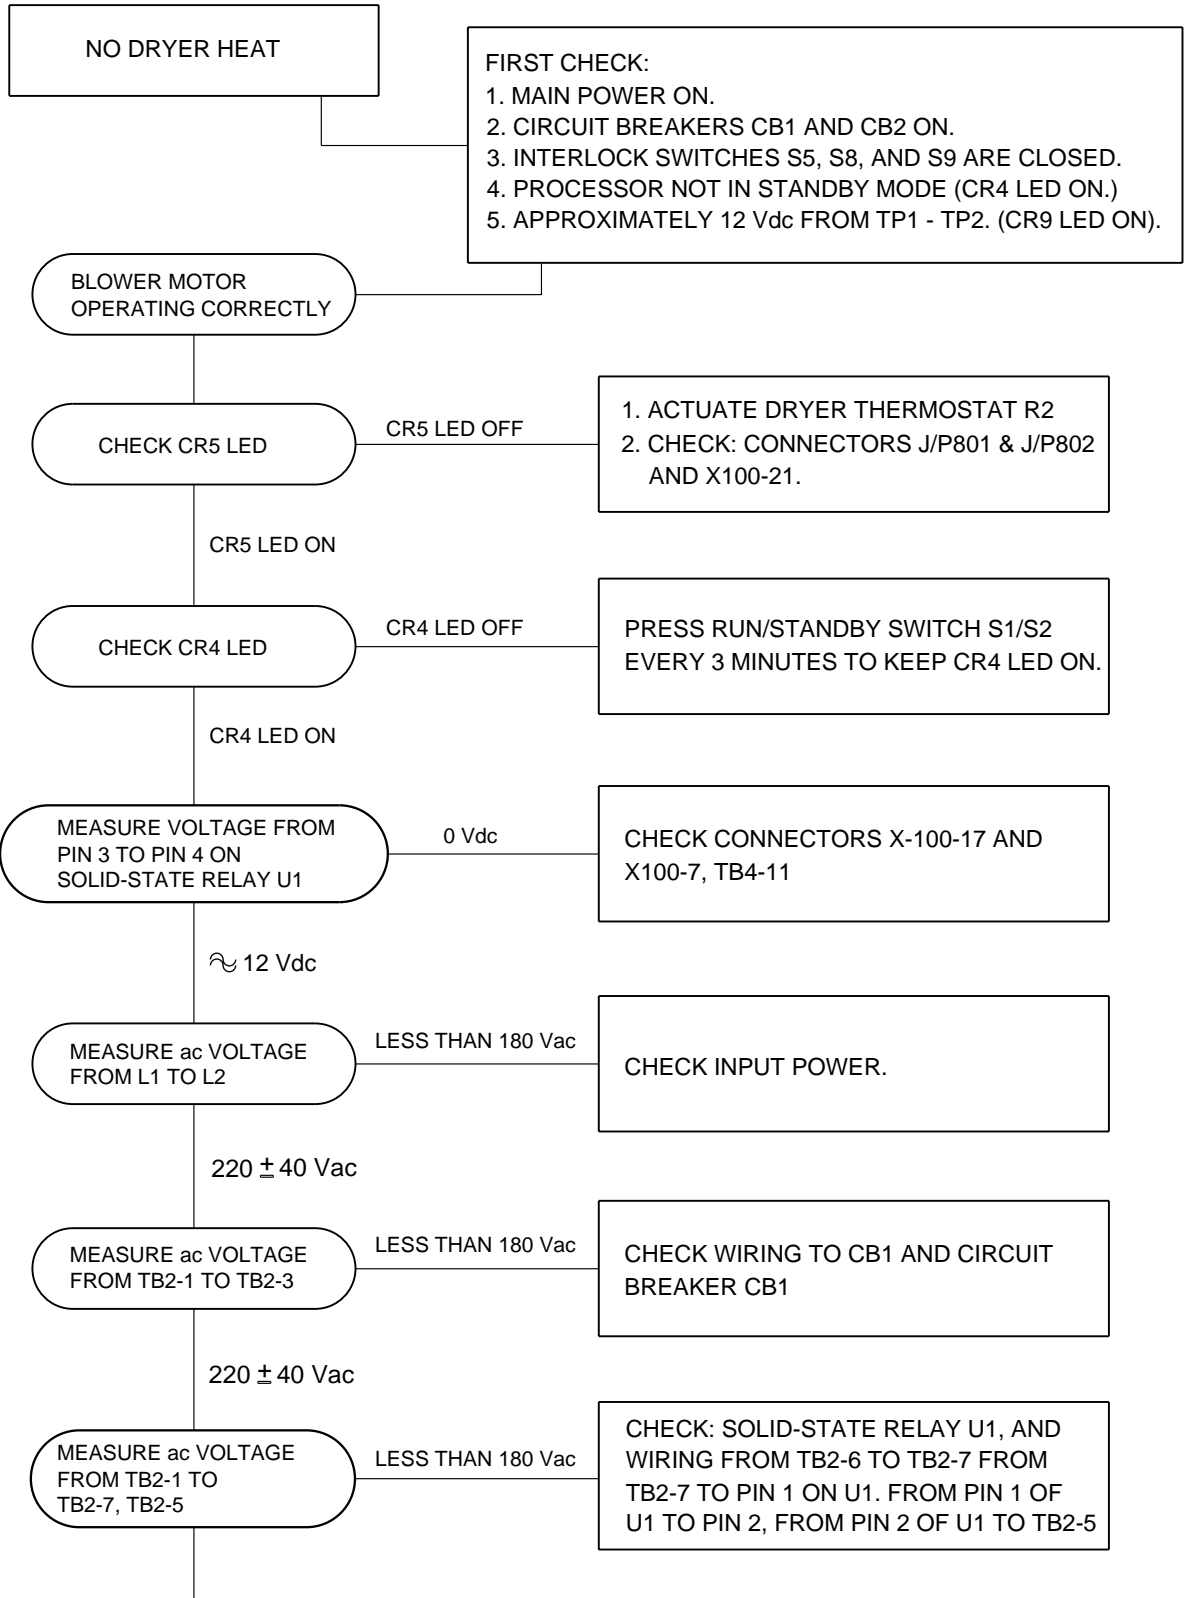 NO DRYER HEAT
FIRST CHECK:
1. MAIN POWER ON.
2. CIRCUIT BREAKERS CB1 AND CB2 ON.
3. INTERLOCK SWITCHES S5, S8, AND S9 ARE CLOSED.
4. PROCESSOR NOT IN STANDBY MODE (CR4 LED ON.)
5. APPROXIMATELY 12 Vdc FROM TP1 - TP2. (CR9 LED ON).
BLOWER MOTOR
OPERATING CORRECTLY
CHECK CR5 LED
CR5 LED OFF
1. ACTUATE DRYER THERMOSTAT R2
2. CHECK: CONNECTORS J/P801 & J/P802
AND X100-21.
CR5 LED ON
CHECK CR4 LED
CR4 LED OFF
PRESS RUN/STANDBY SWITCH S1/S2
EVERY 3 MINUTES TO KEEP CR4 LED ON.
CR4 LED ON
MEASURE VOLTAGE FROM
PIN 3 TO PIN 4 ON
SOLID-STATE RELAY U1
0 Vdc
CHECK CONNECTORS X-100-17 AND
X100-7, TB4-11
≈ 12 Vdc
MEASURE ac VOLTAGE
FROM L1 TO L2
LESS THAN 180 Vac
CHECK INPUT POWER.
220 ± 40 Vac
MEASURE ac VOLTAGE
FROM TB2-1 TO TB2-3
LESS THAN 180 Vac
CHECK WIRING TO CB1 AND CIRCUIT
BREAKER CB1
220 ± 40 Vac
MEASURE ac VOLTAGE
FROM TB2-1 TO
TB2-7, TB2-5
LESS THAN 180 Vac
CHECK: SOLID-STATE RELAY U1, AND
WIRING FROM TB2-6 TO TB2-7 FROM
TB2-7 TO PIN 1 ON U1. FROM PIN 1 OF
U1 TO PIN 2, FROM PIN 2 OF U1 TO TB2-5